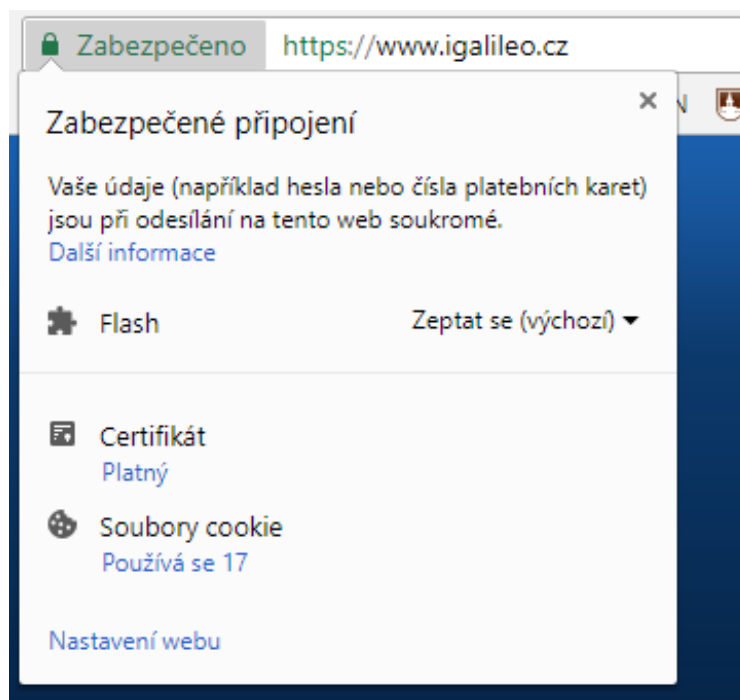 Zabezpečeno https://www.igalileo.cz
Zabezpečené připojení
Vaše údaje (například hesla nebo čísla platebních karet)
jsou při odesílání na tento web soukromé.
Další informace
Flash Zeptat se (výchozí)
Certifikát
Platný
Soubory cookie
Používá se 17
Nastavení webu